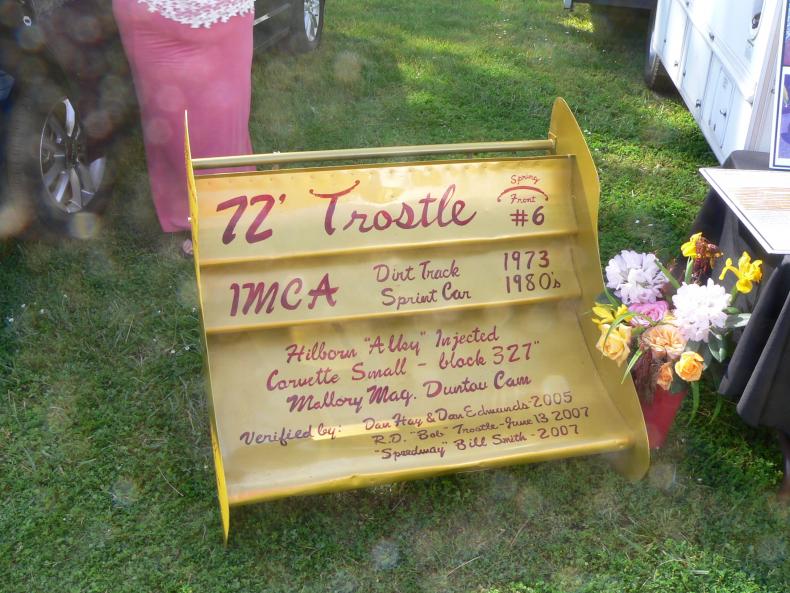 72' Trostle
Spring
Front
#6
IMCA
Dirt Track 1973
Sprint Car 1980's
Hilborn "Alky" Injected
Corvette Small - block 327"
Mallory Mag. Duntov Cam
Verified by: Dan Hay & Don Edmunds-2005
R.D. "Bob" Trostle-June 13 2007
"Speedway" Bill Smith-2007